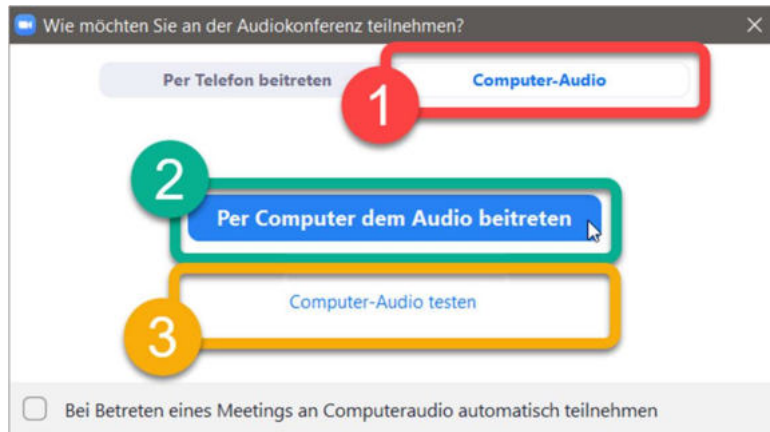 Wie möchten Sie an der Audiokonferenz teilnehmen?
Per Telefon beitreten
Computer-Audio
1
2
Per Computer dem Audio beitreten
Computer-Audio testen
3
Bei Betreten eines Meetings an Computeraudio automatisch teilnehmen